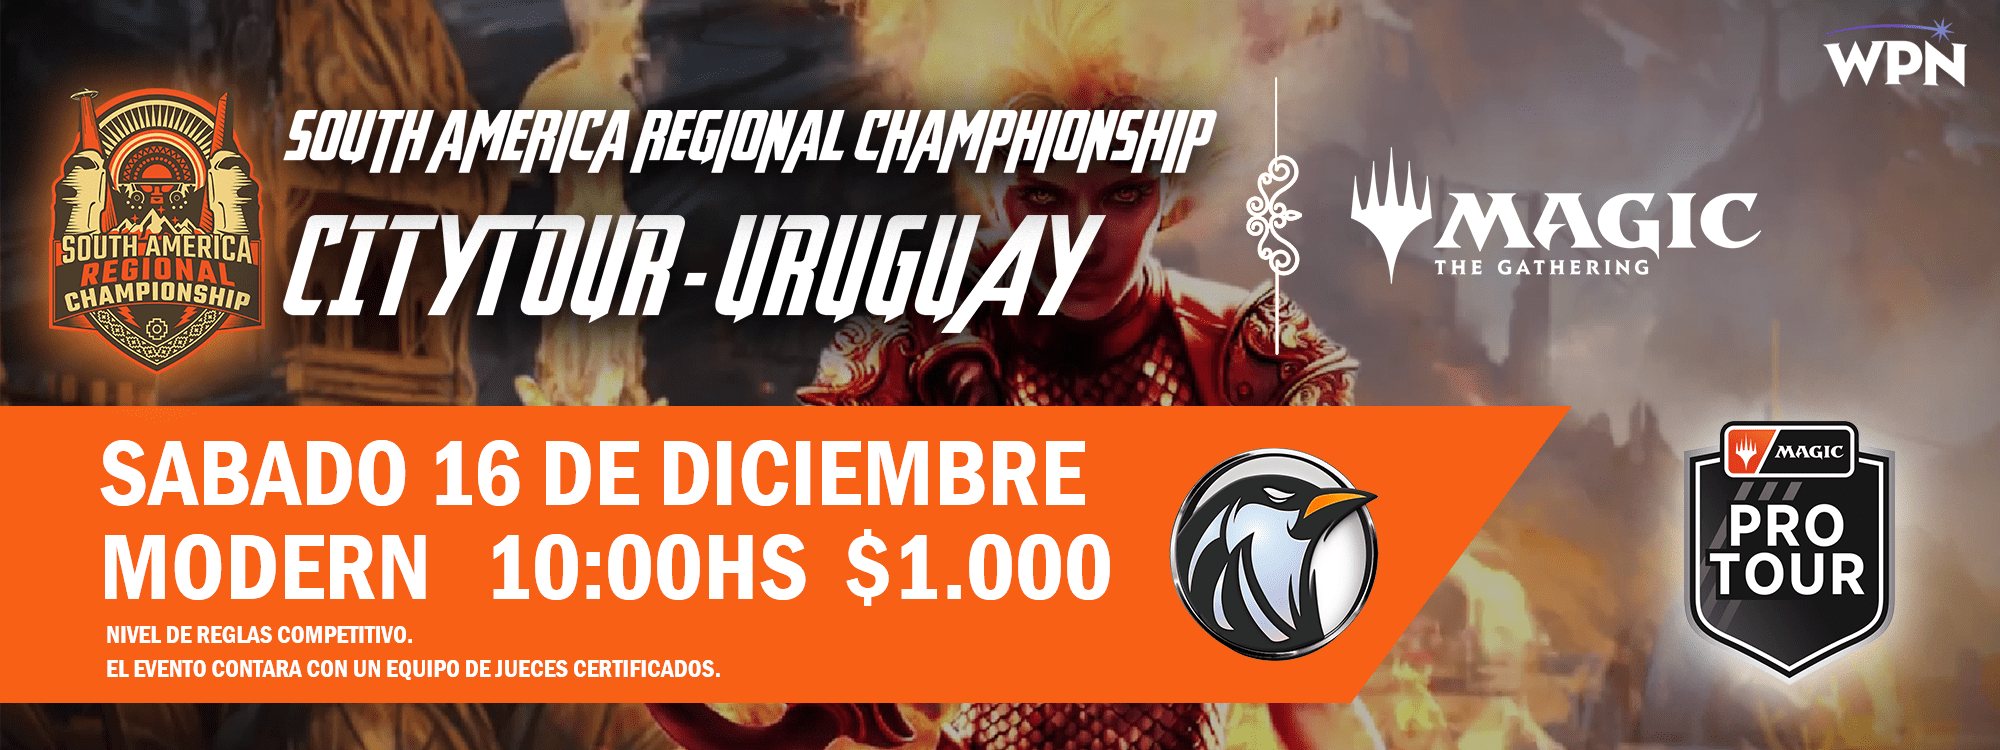 WPN
SOUTH AMERICA REGIONAL CHAMPHIONSHIP
CITYTOUR - URUGUAY
SOUTH AMERICA
REGIONAL
CHAMPIONSHIP
MAGIC
THE GATHERING
SABADO 16 DE DICIEMBRE
MODERN 10:00HS $1.000
NIVEL DE REGLAS COMPETITIVO.
EL EVENTO CONTARA CON UN EQUIPO DE JUECES CERTIFICADOS.
MAGIC
PRO
TOUR